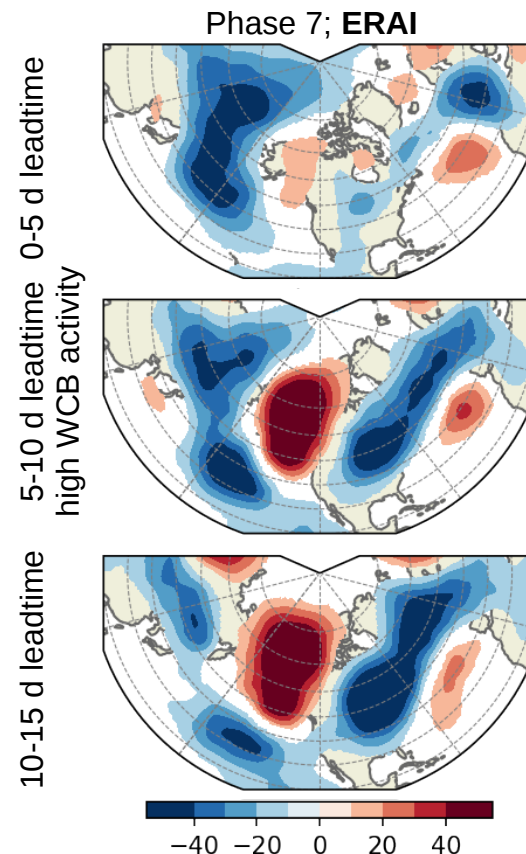 Phase 7; ERAI
0-5 d leadtime
5-10 d leadtime
high WCB activity
10-15 d leadtime
−40 −20 0 20 40